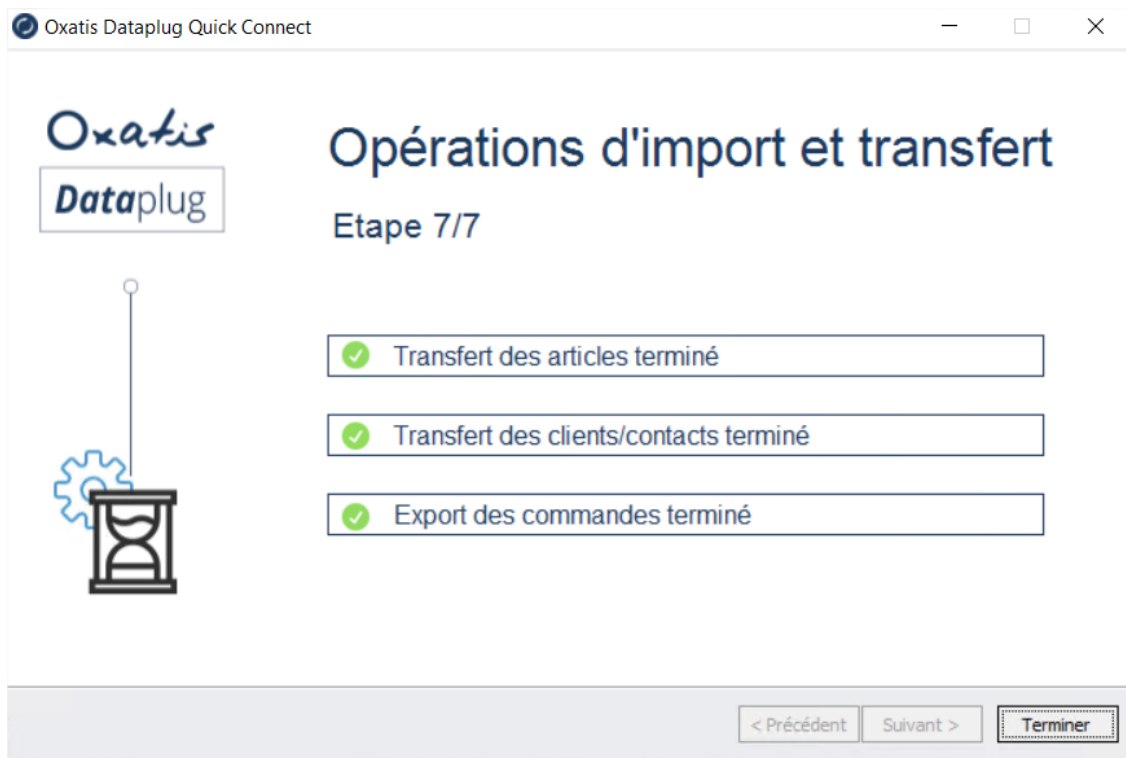 Oxatis Dataplug Quick Connect
Oxatis
Dataplug
Opérations d'import et transfert
Etape 7/7
Transfert des articles terminé
Transfert des clients/contacts terminé
Export des commandes terminé
< Précédent
Suivant >
Terminer